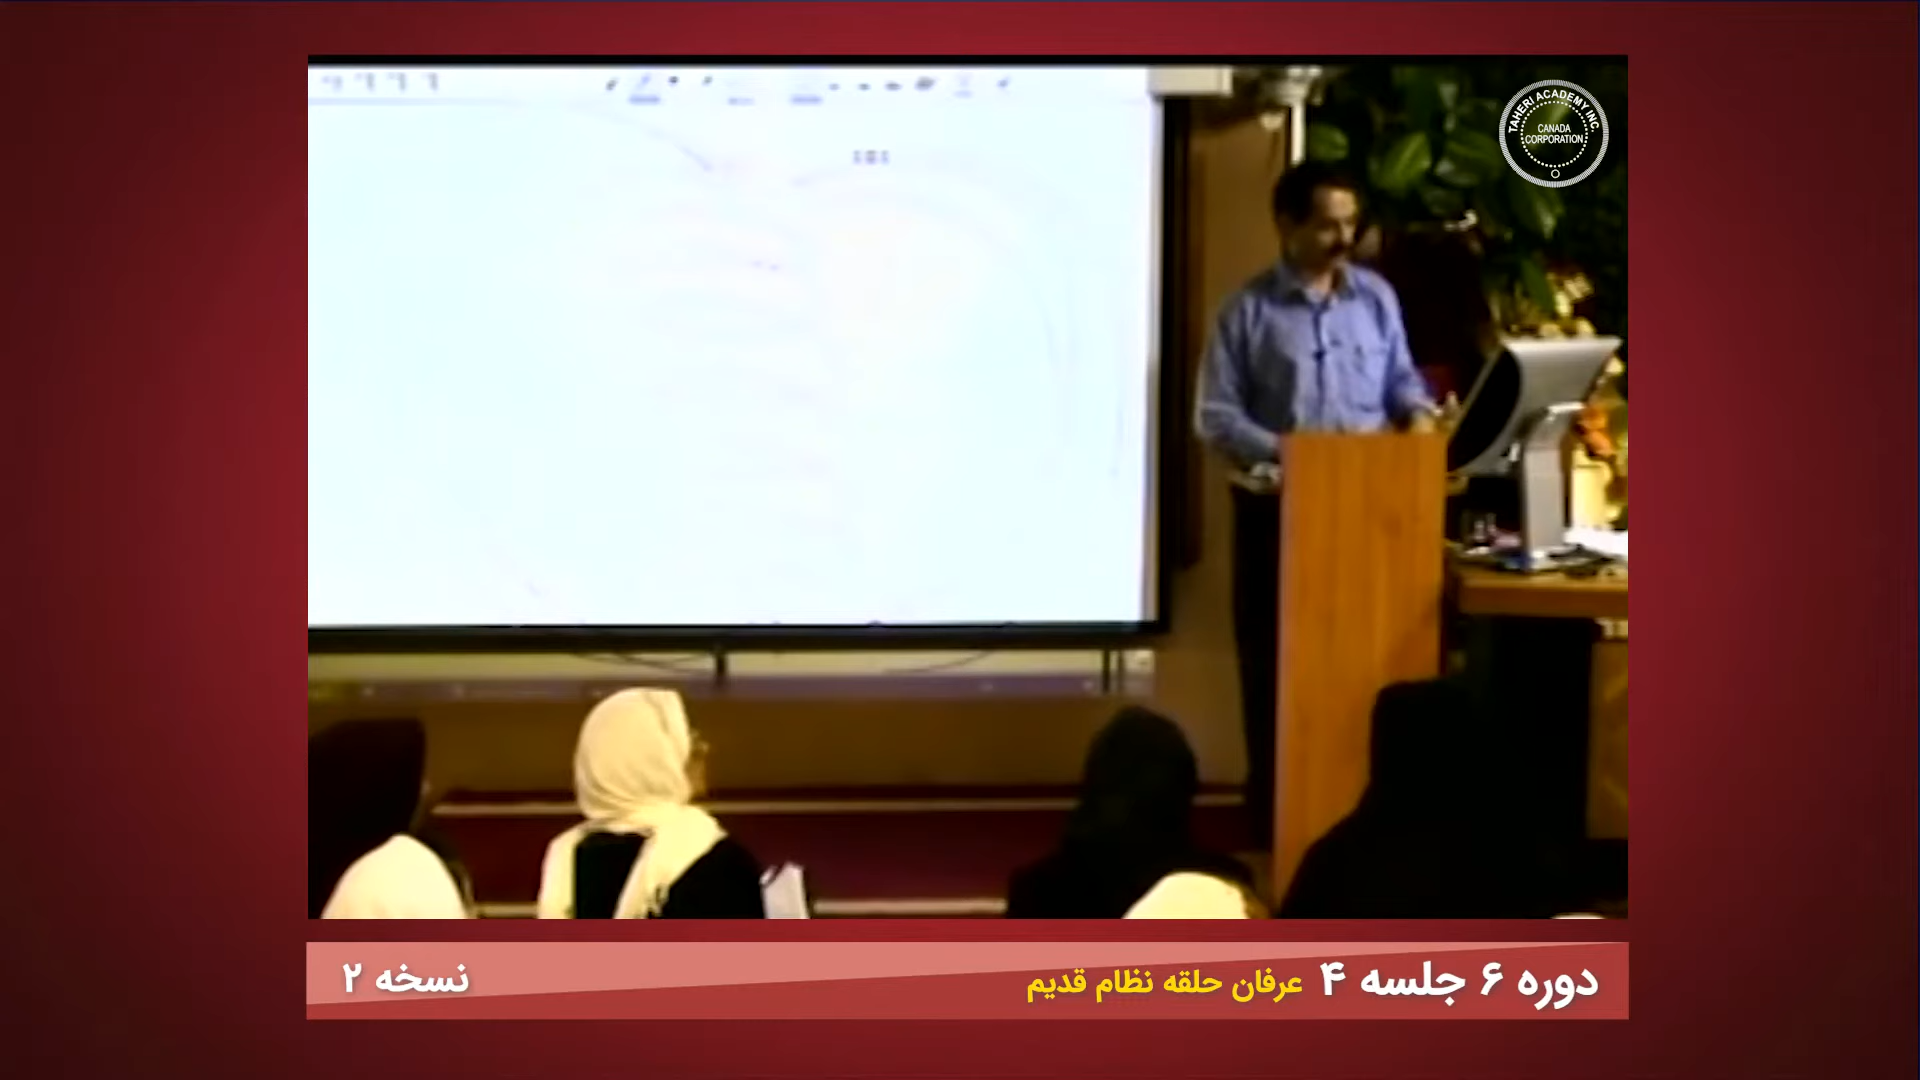 TAHERI ACADEMY INC.
CANADA
CORPORATION
دوره ۶ جلسه ۴ عرفان حلقه نظام قدیم
نسخه ۲